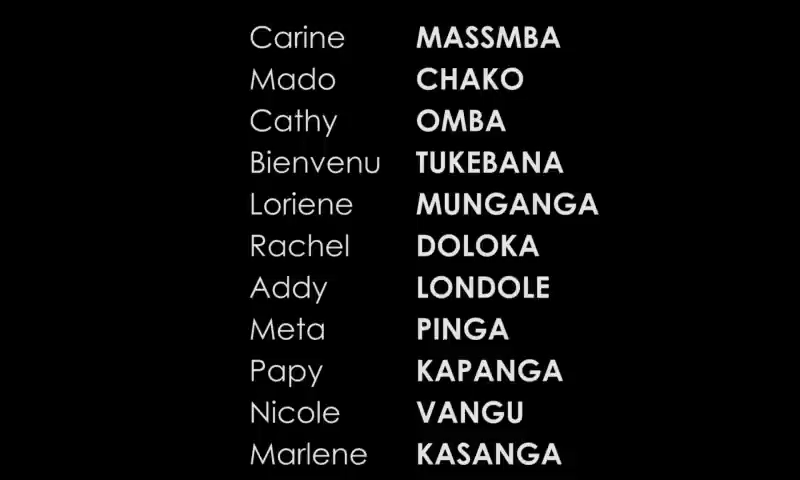 Carine MASSMBA
Mado CHAKO
Cathy OMBA
Bienvenu TUKEBANA
Loriene MUNGANGA
Rachel DOLOKA
Addy LONDOLE
Meta PINGA
Papy KAPANGA
Nicole VANGU
Marlene KASANGA